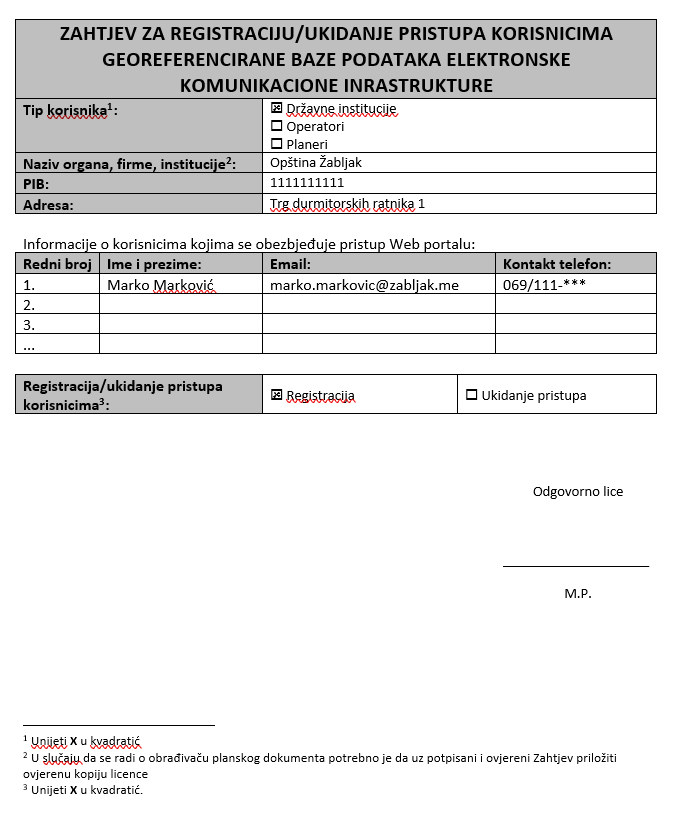 ZAHTJEV ZA REGISTRACIJU/UKIDANJE PRISTUPA KORISNICIMA
GEOREFERENCIRANE BAZE PODATAKA ELEKTRONSKE
KOMUNIKACIONE INRASTRUKTURE
Tip korisnika¹: ☒ Državne institucije
☐ Operatori
☐ Planeri
Naziv organa, firme, institucije²: Opština Žabljak
PIB: 1111111111
Adresa: Trg durmitorskih ratnika 1
Informacije o korisnicima kojima se obezbjeđuje pristup Web portalu:
Redni broj Ime i prezime: Email: Kontakt telefon:
1. Marko Marković marko.markovic@zabljak.me 069/111-***
2.
3.
...
Registracija/ukidanje pristupa
korisnicima³: ☒ Registracija ☐ Ukidanje pristupa
Odgovorno lice
M.P.
¹ Unijeti X u kvadratić
² U slučaju da se radi o obrađivaču planskog dokumenta potrebno je da uz potpisani i ovjereni Zahtjev priložiti
ovjerenu kopiju licence
³ Unijeti X u kvadratić.